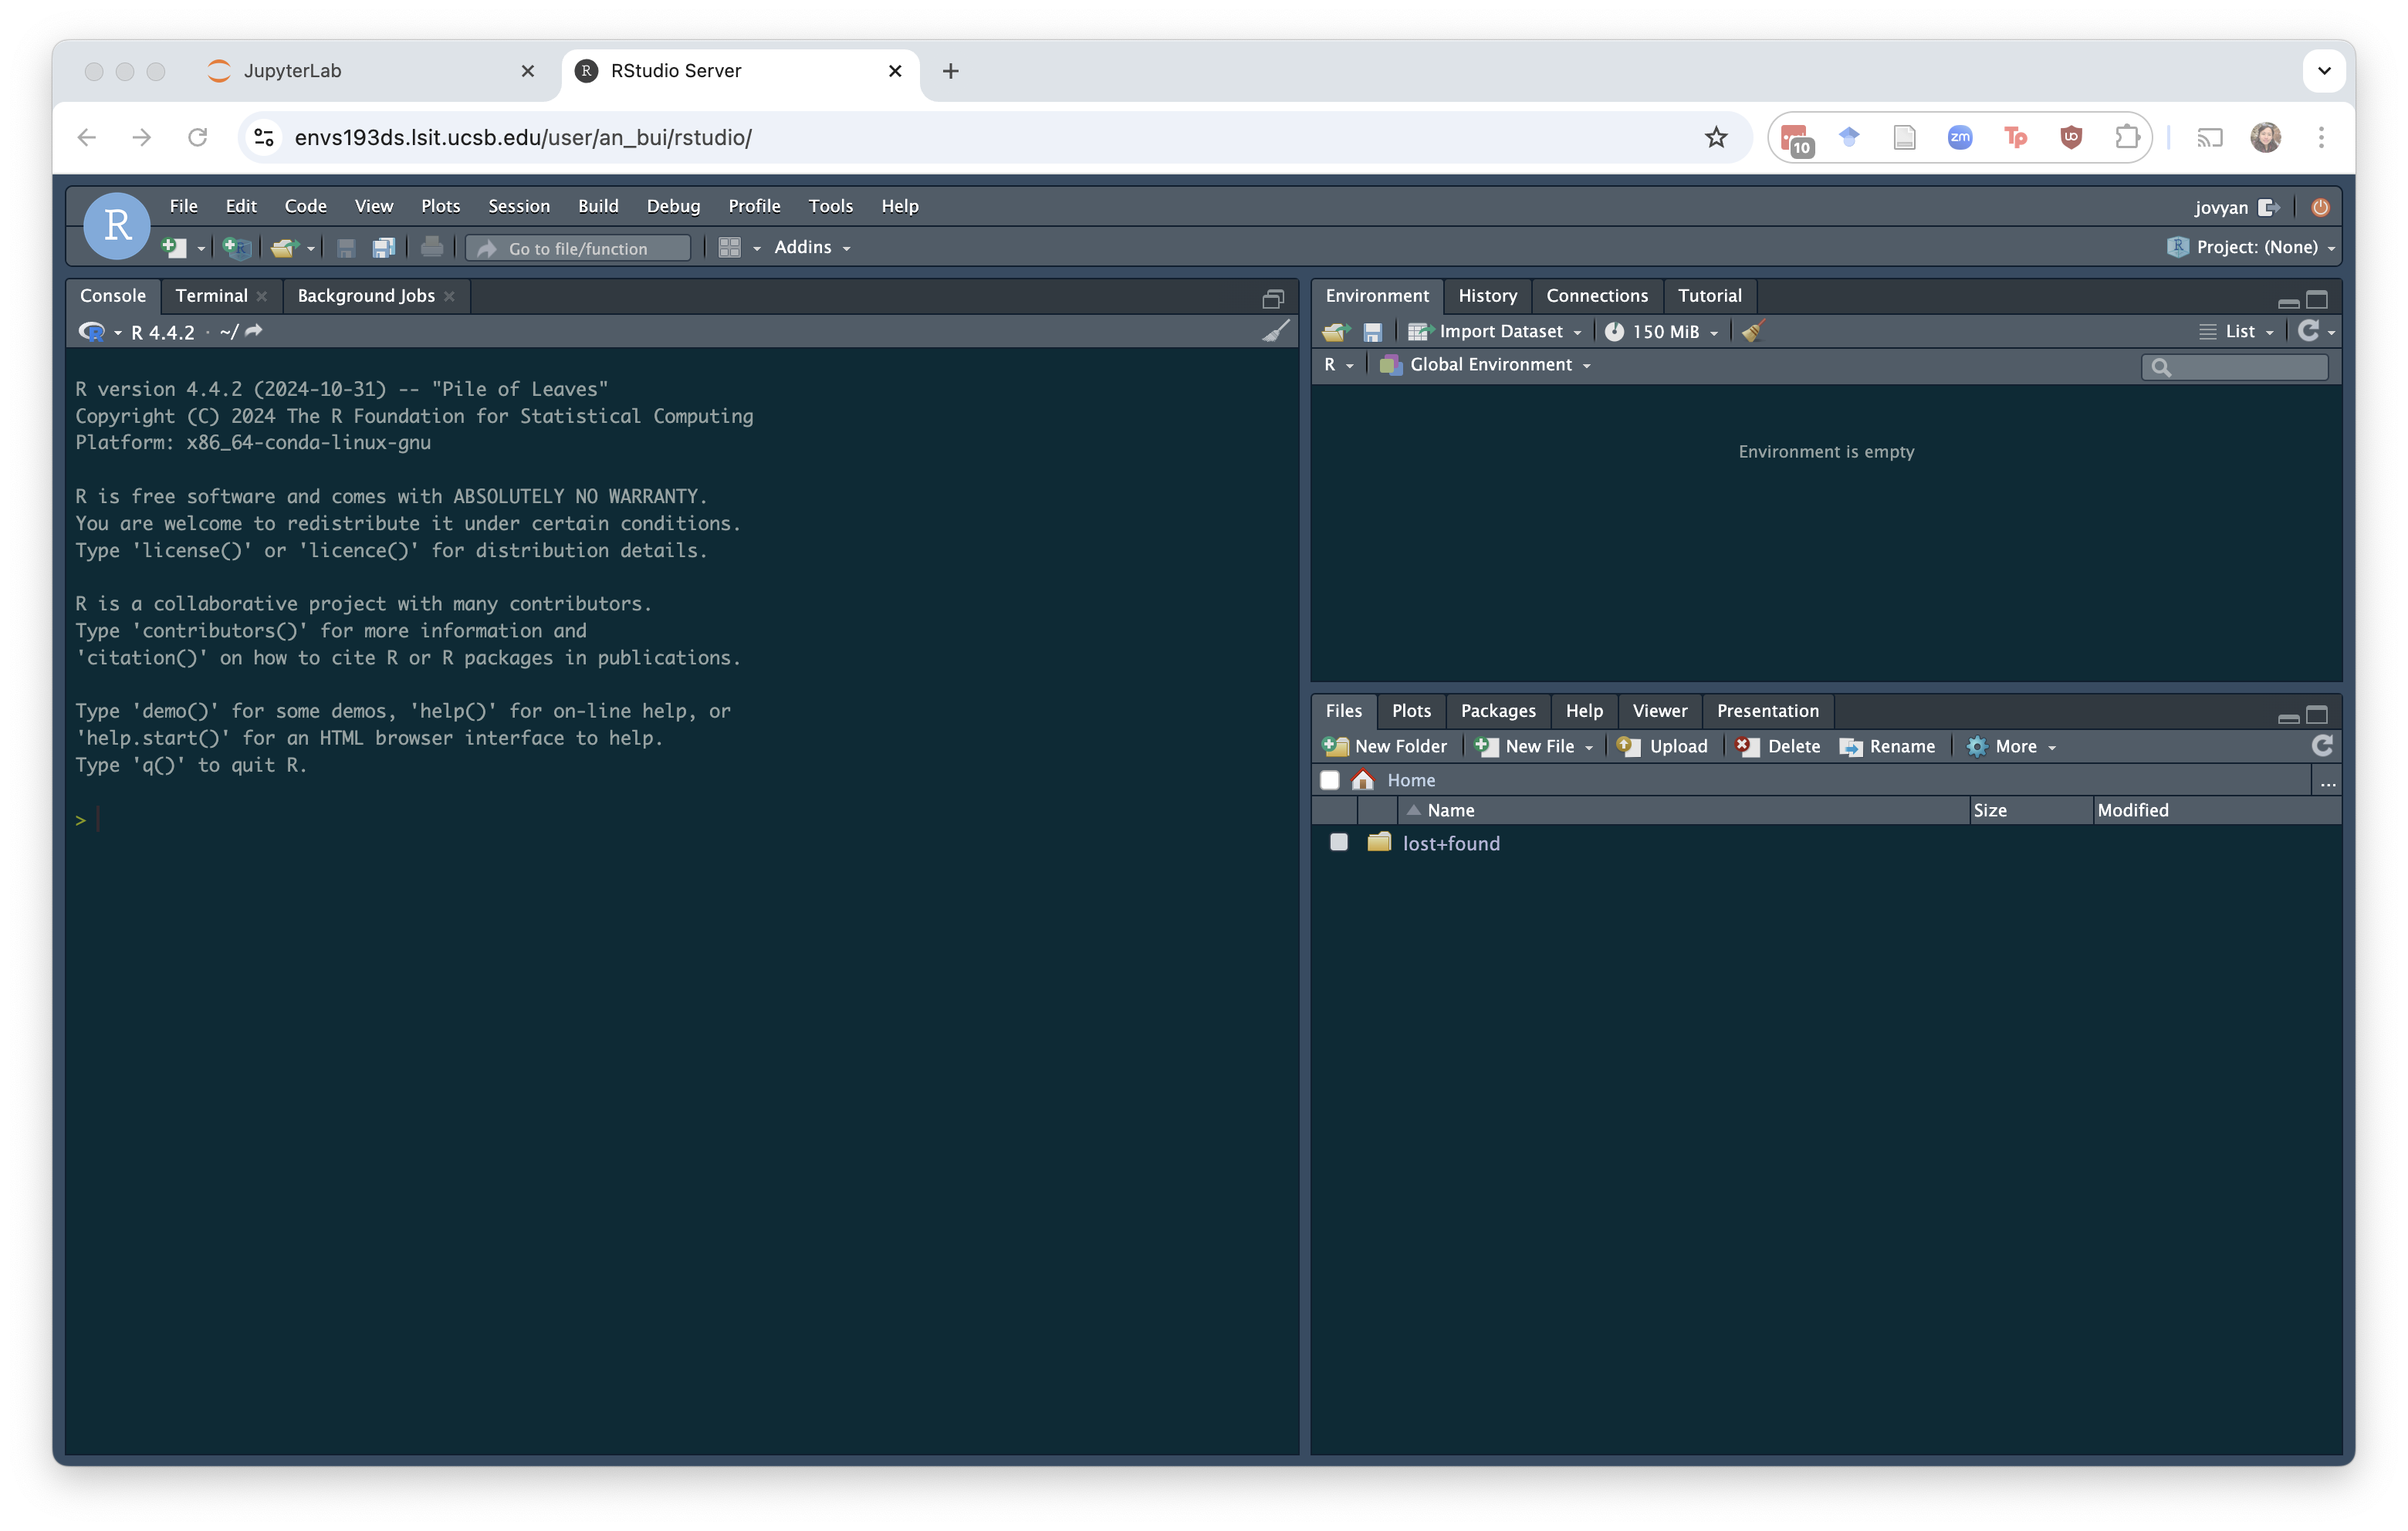 JupyterLab
RStudio Server
envs193ds.lsit.ucsb.edu/user/an_bui/rstudio/
10
zm
Tp
R
File Edit Code View Plots Session Build Debug Profile Tools Help
jovyan
Go to file/function
Addins
Project: (None)
Console Terminal Background Jobs
R 4.4.2 · ~/
R version 4.4.2 (2024-10-31) -- "Pile of Leaves"
Copyright (C) 2024 The R Foundation for Statistical Computing
Platform: x86_64-conda-linux-gnu
R is free software and comes with ABSOLUTELY NO WARRANTY.
You are welcome to redistribute it under certain conditions.
Type 'license()' or 'licence()' for distribution details.
R is a collaborative project with many contributors.
Type 'contributors()' for more information and
'citation()' on how to cite R or R packages in publications.
Type 'demo()' for some demos, 'help()' for on-line help, or
'help.start()' for an HTML browser interface to help.
Type 'q()' to quit R.
>
Environment History Connections Tutorial
Import Dataset 150 MiB List
R Global Environment
Environment is empty
Files Plots Packages Help Viewer Presentation
New Folder New File Upload Delete Rename More
Home ...
Name Size Modified
lost+found